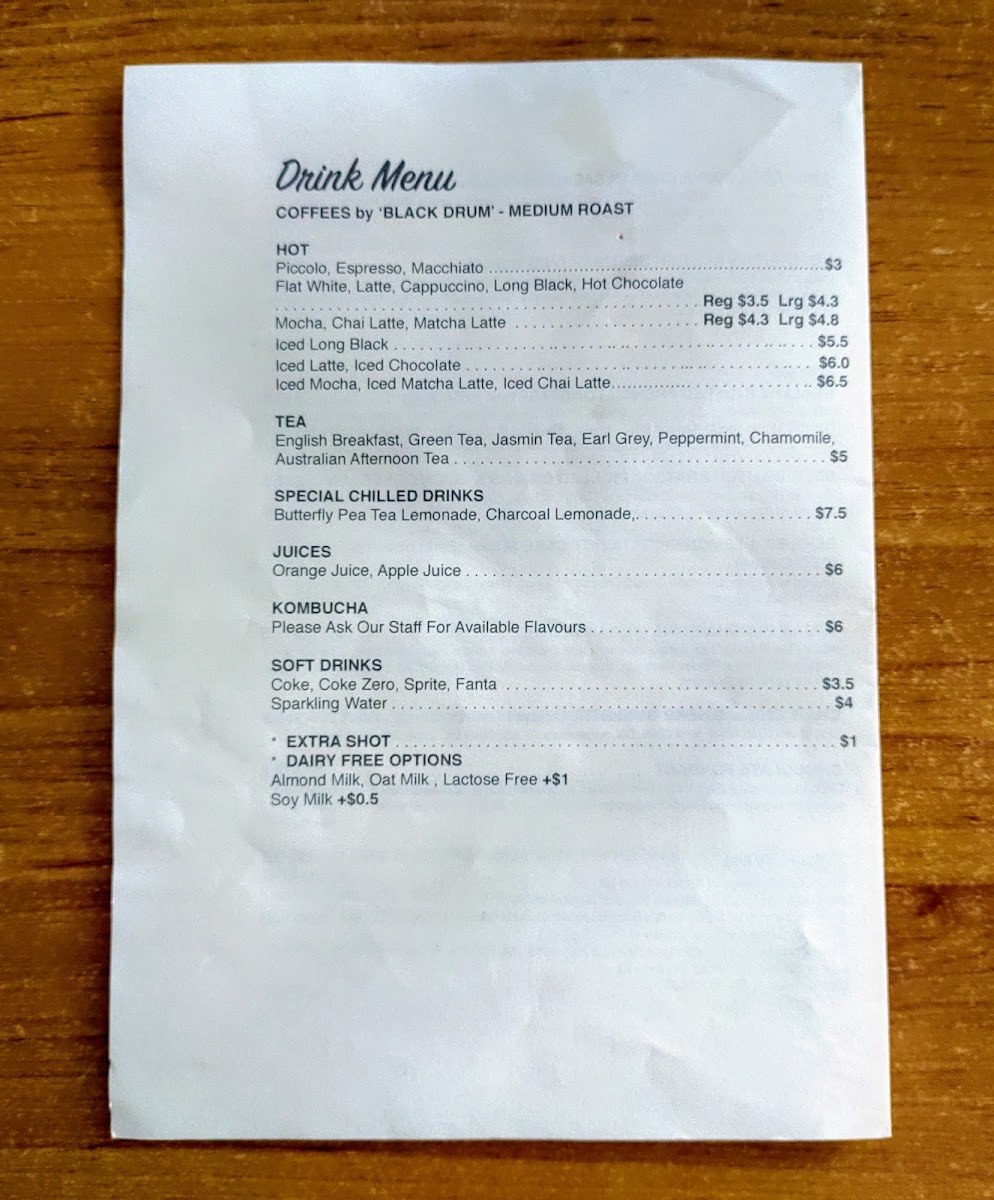 Drink Menu
COFFEES by 'BLACK DRUM' - MEDIUM ROAST
HOT
Piccolo, Espresso, Macchiato ........................................................................................$3
Flat White, Latte, Cappuccino, Long Black, Hot Chocolate
. . . . . . . . . . . . . . . . . . . . . . . . . . . . . . . . . . . . . . . . . . . . . . Reg $3.5 Lrg $4.3
Mocha, Chai Latte, Matcha Latte . . . . . . . . . . . . . . . . . . . . Reg $4.3 Lrg $4.8
Iced Long Black . . . . . . . . . . . . . . . . . . . . . . . . . . . . . . . . . . . . . . . . . . $5.5
Iced Latte, Iced Chocolate . . . . . . . . . . . . . . . . . . . . . . . . . . . . . . . . . . $6.0
Iced Mocha, Iced Matcha Latte, Iced Chai Latte................ . . . . . . . . . . . . . $6.5
TEA
English Breakfast, Green Tea, Jasmin Tea, Earl Grey, Peppermint, Chamomile,
Australian Afternoon Tea . . . . . . . . . . . . . . . . . . . . . . . . . . . . . . . . . . . . . . . . $5
SPECIAL CHILLED DRINKS
Butterfly Pea Tea Lemonade, Charcoal Lemonade,. . . . . . . . . . . . . . . . . . . $7.5
JUICES
Orange Juice, Apple Juice . . . . . . . . . . . . . . . . . . . . . . . . . . . . . . . . . . . . . . $6
KOMBUCHA
Please Ask Our Staff For Available Flavours . . . . . . . . . . . . . . . . . . . . . . . . . $6
SOFT DRINKS
Coke, Coke Zero, Sprite, Fanta . . . . . . . . . . . . . . . . . . . . . . . . . . . . . . . . . . $3.5
Sparkling Water . . . . . . . . . . . . . . . . . . . . . . . . . . . . . . . . . . . . . . . . . . . . . . . $4
* EXTRA SHOT . . . . . . . . . . . . . . . . . . . . . . . . . . . . . . . . . . . . . . . . . . . . . . . $1
* DAIRY FREE OPTIONS
Almond Milk, Oat Milk , Lactose Free +$1
Soy Milk +$0.5